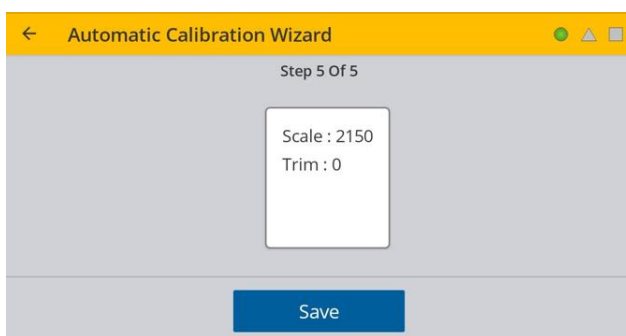 Automatic Calibration Wizard
Step 5 Of 5
Scale : 2150
Trim : 0
Save